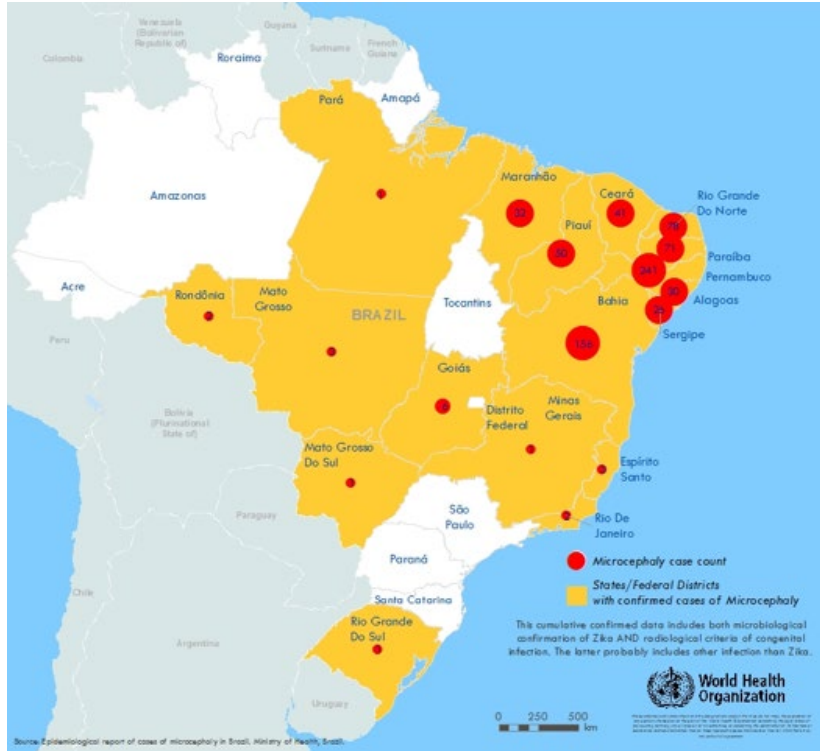 Venezuela
(Bolivarian
Republic of)
Guyana
Suriname
French
Guiana
Colombia
Roraima
Amapá
Pará
Amazonas
Maranhão
Ceará
Rio Grande
Do Norte
32
41
78
Piauí
71
50
241
Paraíba
Pernambuco
Acre
Rondônia
Mato
Grosso
Tocantins
Bahia
30
Alagoas
BRAZIL
Sergipe
Peru
156
Goiás
Bolivia
(Plurinational
State of)
Distrito
Federal
Minas
Gerais
Mato Grosso
Do Sul
Espírito
Santo
São
Paulo
Paraguay
Rio De
Janeiro
Paraná
Microcephaly case count
Chile
Santa Catarina
States/Federal Districts
with confirmed cases of Microcephaly
Rio Grande
Do Sul
This cumulative confirmed data includes both microbiological
confirmation of Zika AND radiological criteria of congenital
infection. The latter probably includes other infection than Zika.
Argentina
Uruguay
World Health
Organization
0 250 500
km
Source: Epidemiological report of cases of microcephaly in Brazil. Ministry of Health, Brazil.